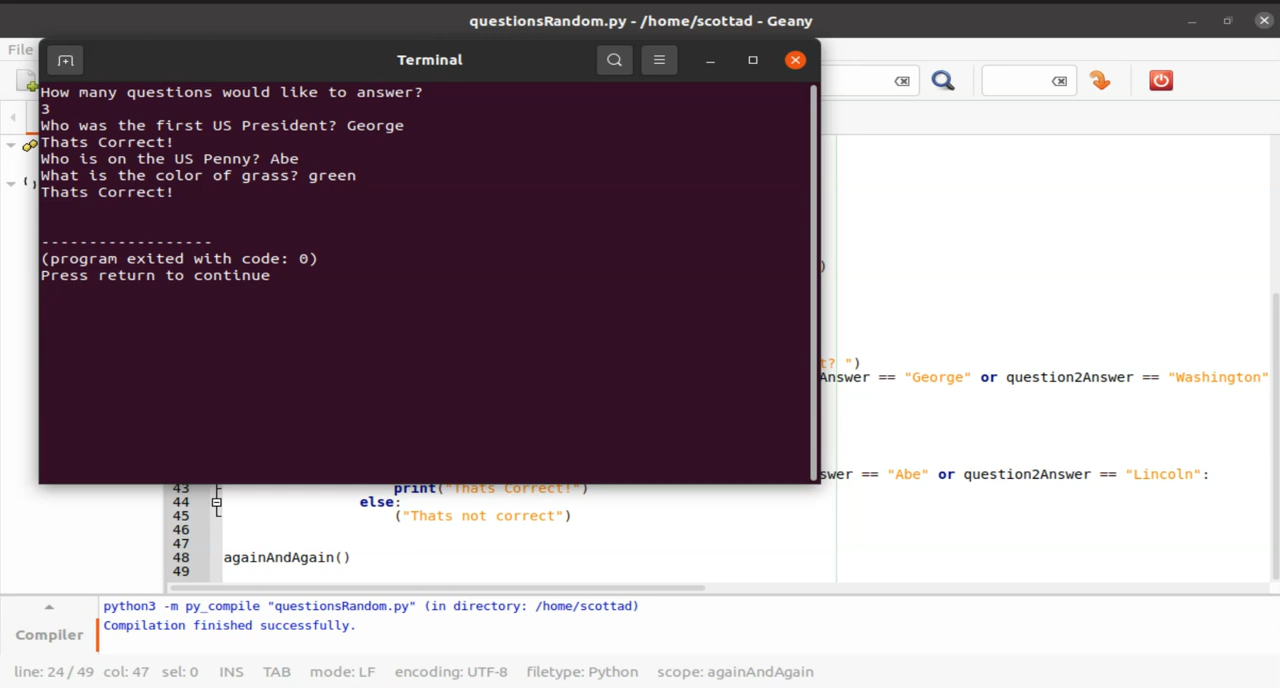 questionsRandom.py - /home/scottad - Geany
File
Terminal
How many questions would like to answer?
3
Who was the first US President? George
Thats Correct!
Who is on the US Penny? Abe
What is the color of grass? green
Thats Correct!
------------------
(program exited with code: 0)
Press return to continue
)
t? ")
Answer == "George" or question2Answer == "Washington"
swer == "Abe" or question2Answer == "Lincoln":
43 print("Thats Correct!")
44 else:
45 ("Thats not correct")
46
47
48 againAndAgain()
49
python3 -m py_compile "questionsRandom.py" (in directory: /home/scottad)
Compilation finished successfully.
Compiler
line: 24 / 49 col: 47 sel: 0 INS TAB mode: LF encoding: UTF-8 filetype: Python scope: againAndAgain